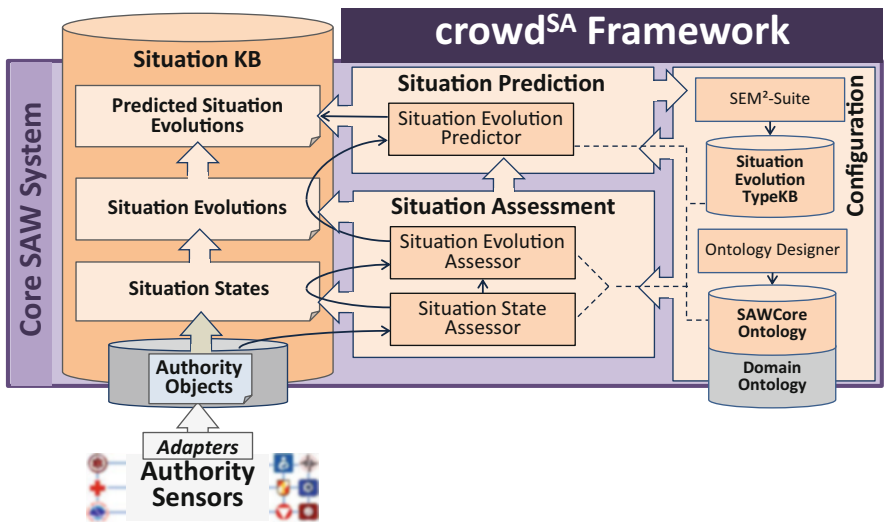 crowdSA Framework
Core SAW System
Situation KB
Predicted Situation
Evolutions
Situation Evolutions
Situation States
Authority
Objects
Adapters
Authority
Sensors
Situation Prediction
Situation Evolution
Predictor
Situation Assessment
Situation Evolution
Assessor
Situation State
Assessor
Configuration
SEM²-Suite
Situation
Evolution
TypeKB
Ontology Designer
SAWCore
Ontology
Domain
Ontology